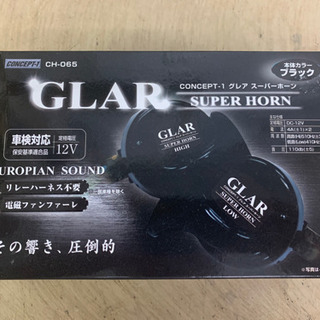 CONCEPT-1 CH-065
本体カラー
ブラック
CONCEPT-1 グレア スーパーホーン
GLAR SUPER HORN
車検対応
保安基準適合品
定格電圧
12V
DC-12V
UROPIAN SOUND
リレーハーネス不要
電磁ファンファーレ
GLAR
SUPER HORN
HIGH
GLAR
SUPER HORN
LOW
その響き、圧倒的